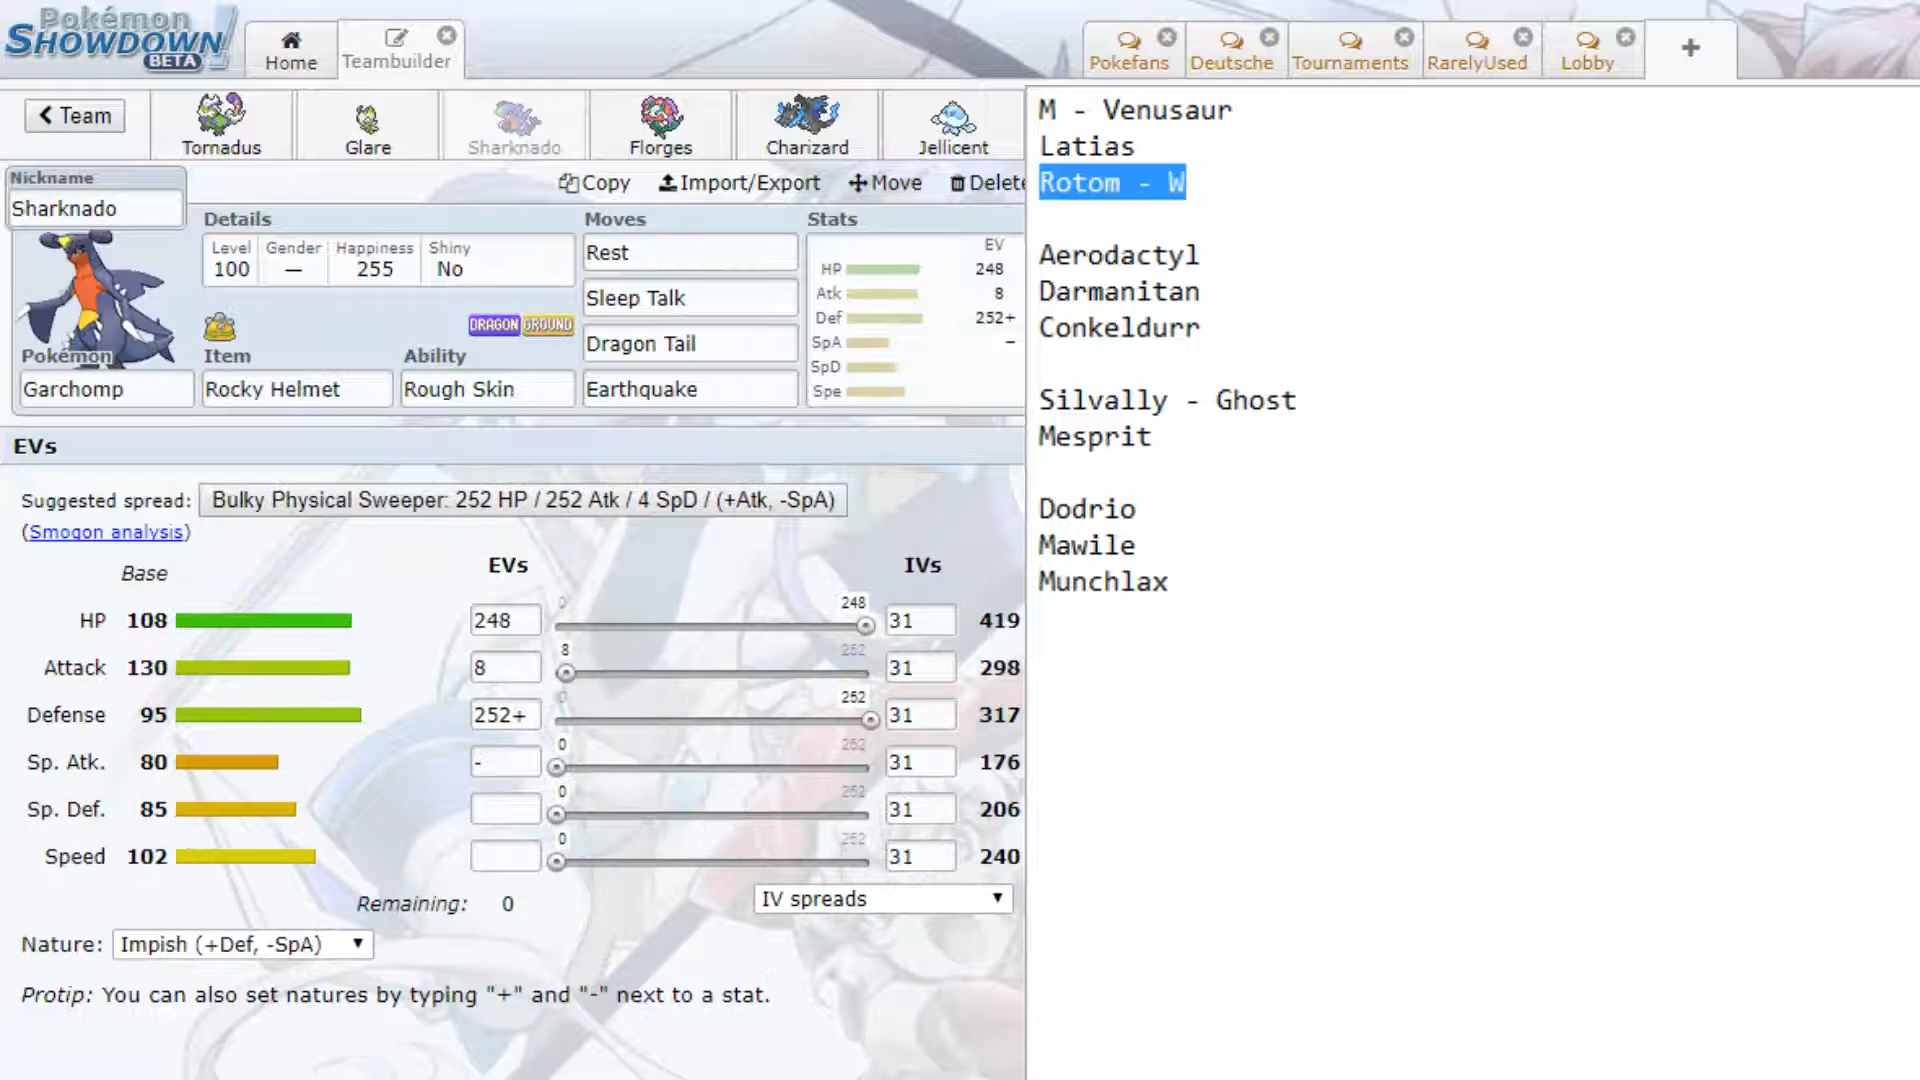 Pokémon
SHOWDOWN
BETA
Home
Teambuilder
Pokefans
Deutsche
Tournaments
RarelyUsed
Lobby
+
Team
Tornadus
Glare
Sharknado
Florges
Charizard
Jellicent
Copy
Import/Export
Move
Delete
Nickname
Sharknado
Details
Moves
Stats
Level
Gender
Happiness
Shiny
100
—
255
No
DRAGON GROUND
Pokémon
Garchomp
Item
Rocky Helmet
Ability
Rough Skin
Rest
Sleep Talk
Dragon Tail
Earthquake
EV
HP 248
Atk 8
Def 252+
SpA –
SpD
Spe
EVs
Suggested spread: Bulky Physical Sweeper: 252 HP / 252 Atk / 4 SpD / (+Atk, -SpA)
(Smogon analysis)
Base EVs IVs
HP 108 248 0 248 31 419
Attack 130 8 8 252 31 298
Defense 95 252+ 0 252 31 317
Sp. Atk. 80 - 0 252 31 176
Sp. Def. 85 0 252 31 206
Speed 102 0 252 31 240
Remaining: 0
IV spreads
Nature: Impish (+Def, -SpA)
Protip: You can also set natures by typing "+" and "-" next to a stat.
M - Venusaur
Latias
Rotom - W
Aerodactyl
Darmanitan
Conkeldurr
Silvally - Ghost
Mesprit
Dodrio
Mawile
Munchlax